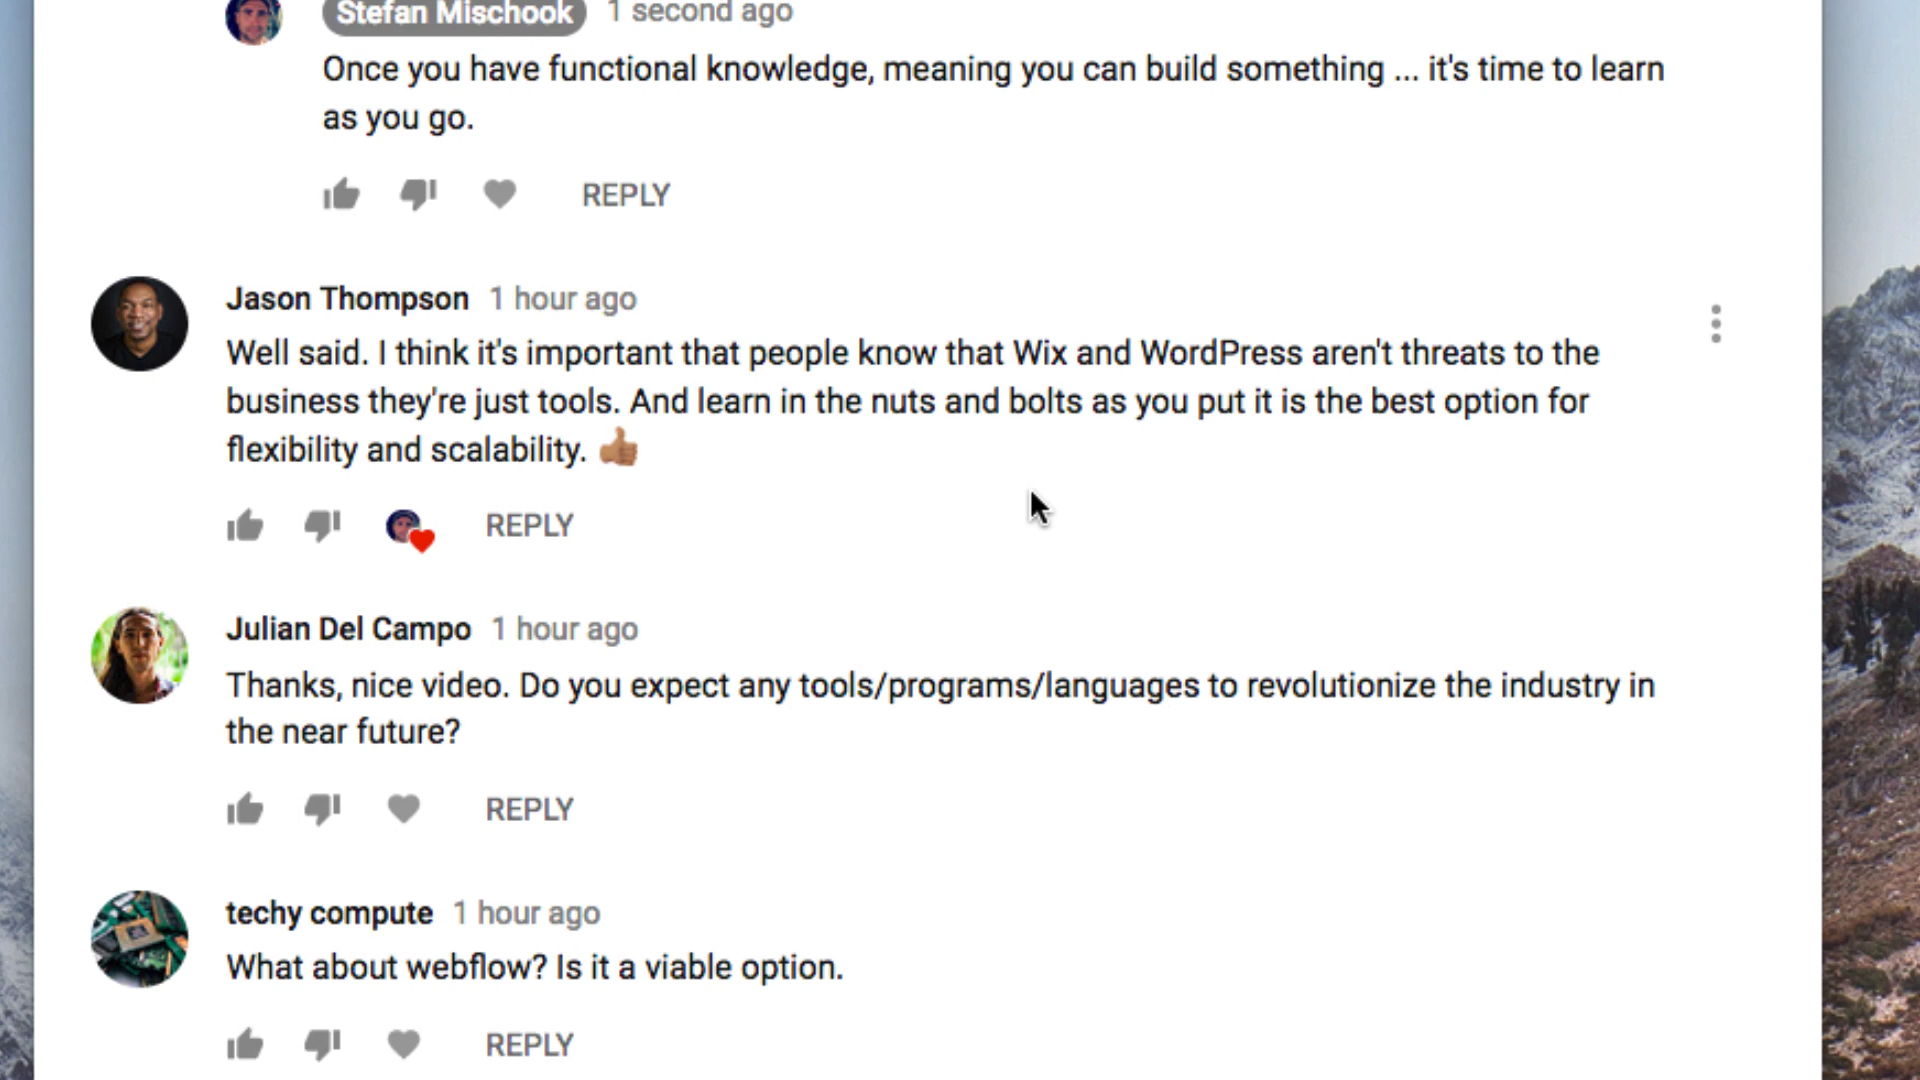 Stefan Mischook 1 second ago
Once you have functional knowledge, meaning you can build something ... it's time to learn
as you go.
REPLY
Jason Thompson 1 hour ago
Well said. I think it's important that people know that Wix and WordPress aren't threats to the
business they're just tools. And learn in the nuts and bolts as you put it is the best option for
flexibility and scalability. 👍🏽
REPLY
Julian Del Campo 1 hour ago
Thanks, nice video. Do you expect any tools/programs/languages to revolutionize the industry in
the near future?
REPLY
techy compute 1 hour ago
What about webflow? Is it a viable option.
REPLY